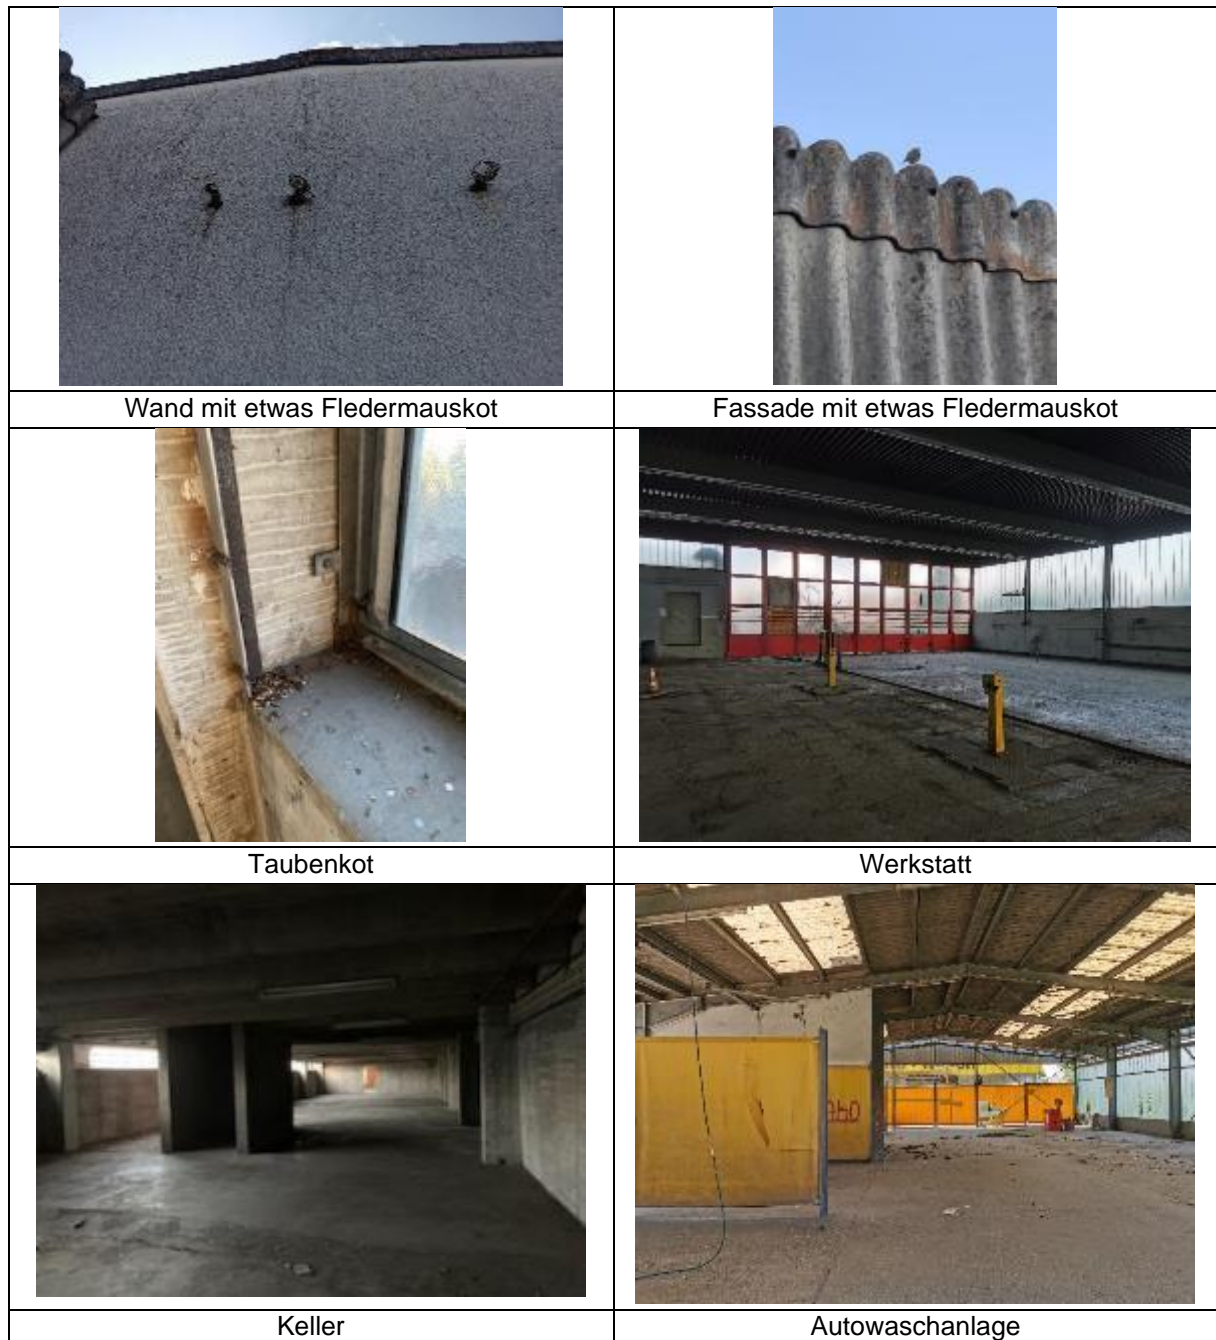 Wand mit etwas Fledermauskot
Fassade mit etwas Fledermauskot
Taubenkot
Werkstatt
Keller
Autowaschanlage